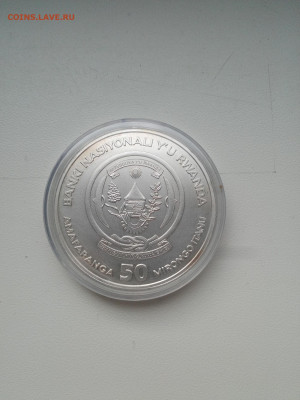 COINS.LAVE.RU
BANKI NASIYONALI Y'U RWANDA
AMAFARANGA 50 MIRONGO ITANU